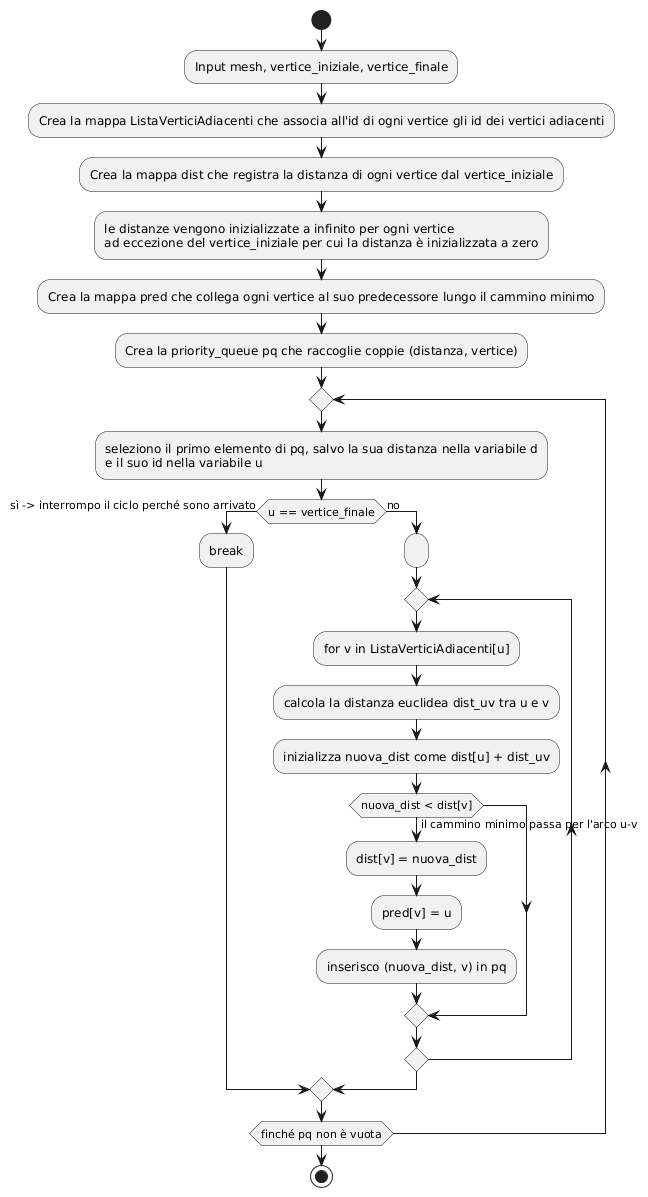 Input mesh, vertice_iniziale, vertice_finale
Crea la mappa ListaVerticiAdiacenti che associa all'id di ogni vertice gli id dei vertici adiacenti
Crea la mappa dist che registra la distanza di ogni vertice dal vertice_iniziale
le distanze vengono inizializzate a infinito per ogni vertice
ad eccezione del vertice_iniziale per cui la distanza è inizializzata a zero
Crea la mappa pred che collega ogni vertice al suo predecessore lungo il cammino minimo
Crea la priority_queue pq che raccoglie coppie (distanza, vertice)
seleziono il primo elemento di pq, salvo la sua distanza nella variabile d
e il suo id nella variabile u
sì -> interrompo il ciclo perché sono arrivato
u == vertice_finale
no
break
for v in ListaVerticiAdiacenti[u]
calcola la distanza euclidea dist_uv tra u e v
inizializza nuova_dist come dist[u] + dist_uv
nuova_dist < dist[v]
il cammino minimo passa per l'arco u-v
dist[v] = nuova_dist
pred[v] = u
inserisco (nuova_dist, v) in pq
finché pq non è vuota